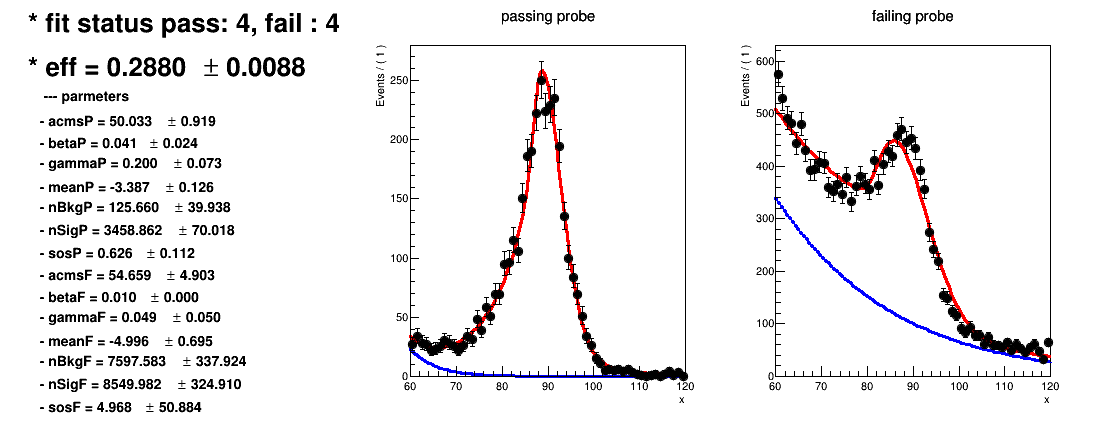 * fit status pass: 4, fail : 4
* eff = 0.2880 ± 0.0088
--- parmeters
- acmsP = 50.033 ± 0.919
- betaP = 0.041 ± 0.024
- gammaP = 0.200 ± 0.073
- meanP = -3.387 ± 0.126
- nBkgP = 125.660 ± 39.938
- nSigP = 3458.862 ± 70.018
- sosP = 0.626 ± 0.112
- acmsF = 54.659 ± 4.903
- betaF = 0.010 ± 0.000
- gammaF = 0.049 ± 0.050
- meanF = -4.996 ± 0.695
- nBkgF = 7597.583 ± 337.924
- nSigF = 8549.982 ± 324.910
- sosF = 4.968 ± 50.884
passing probe
Events / ( 1 )
250
200
150
100
50
0
60 70 80 90 100 110 120
x
failing probe
Events / ( 1 )
600
500
400
300
200
100
0
60 70 80 90 100 110 120
x